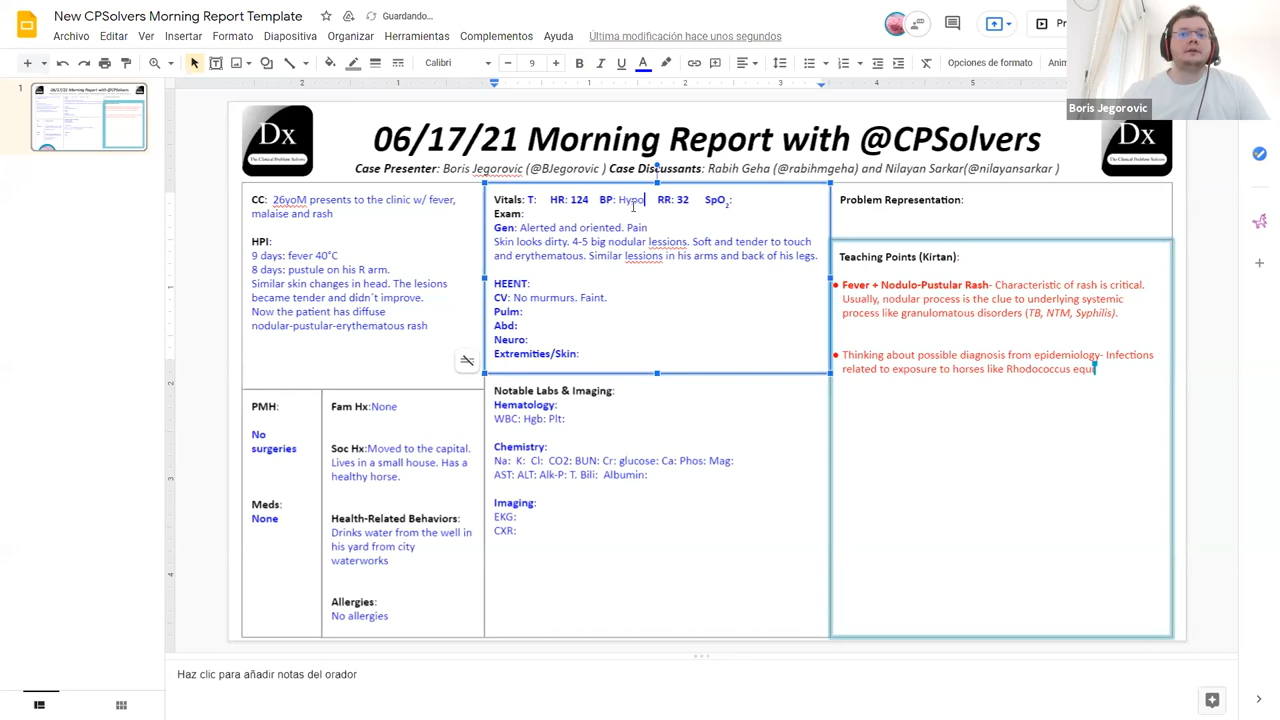 New CPSolvers Morning Report Template
Guardando...
Archivo Editar Ver Insertar Formato Diapositiva Organizar Herramientas Complementos Ayuda Última modificación hace unos segundos
Calibri 9 B I U A Opciones de formato Anim
Boris Jegorovic
1
Dx
The Clinical Problem Solvers
06/17/21 Morning Report with @CPSolvers
Case Presenter: Boris Jegorovic (@BJegorovic ) Case Discussants: Rabih Geha (@rabihmgeha) and Nilayan Sarkar(@nilayansarkar )
Dx
The Clinical Problem Solvers
CC: 26yoM presents to the clinic w/ fever,
malaise and rash
HPI:
9 days: fever 40°C
8 days: pustule on his R arm.
Similar skin changes in head. The lesions
became tender and didn´t improve.
Now the patient has diffuse
nodular-pustular-erythematous rash
PMH:
No
surgeries
Meds:
None
Fam Hx:None
Soc Hx:Moved to the capital.
Lives in a small house. Has a
healthy horse.
Health-Related Behaviors:
Drinks water from the well in
his yard from city
waterworks
Allergies:
No allergies
Vitals: T: HR: 124 BP: Hypo RR: 32 SpO2:
Exam:
Gen: Alerted and oriented. Pain
Skin looks dirty. 4-5 big nodular lessions. Soft and tender to touch
and erythematous. Similar lessions in his arms and back of his legs.
HEENT:
CV: No murmurs. Faint.
Pulm:
Abd:
Neuro:
Extremities/Skin:
Notable Labs & Imaging:
Hematology:
WBC: Hgb: Plt:
Chemistry:
Na: K: Cl: CO2: BUN: Cr: glucose: Ca: Phos: Mag:
AST: ALT: Alk-P: T. Bili: Albumin:
Imaging:
EKG:
CXR:
Problem Representation:
Teaching Points (Kirtan):
● Fever + Nodulo-Pustular Rash- Characteristic of rash is critical.
Usually, nodular process is the clue to underlying systemic
process like granulomatous disorders (TB, NTM, Syphilis).
● Thinking about possible diagnosis from epidemiology- Infections
related to exposure to horses like Rhodococcus equi
Haz clic para añadir notas del orador